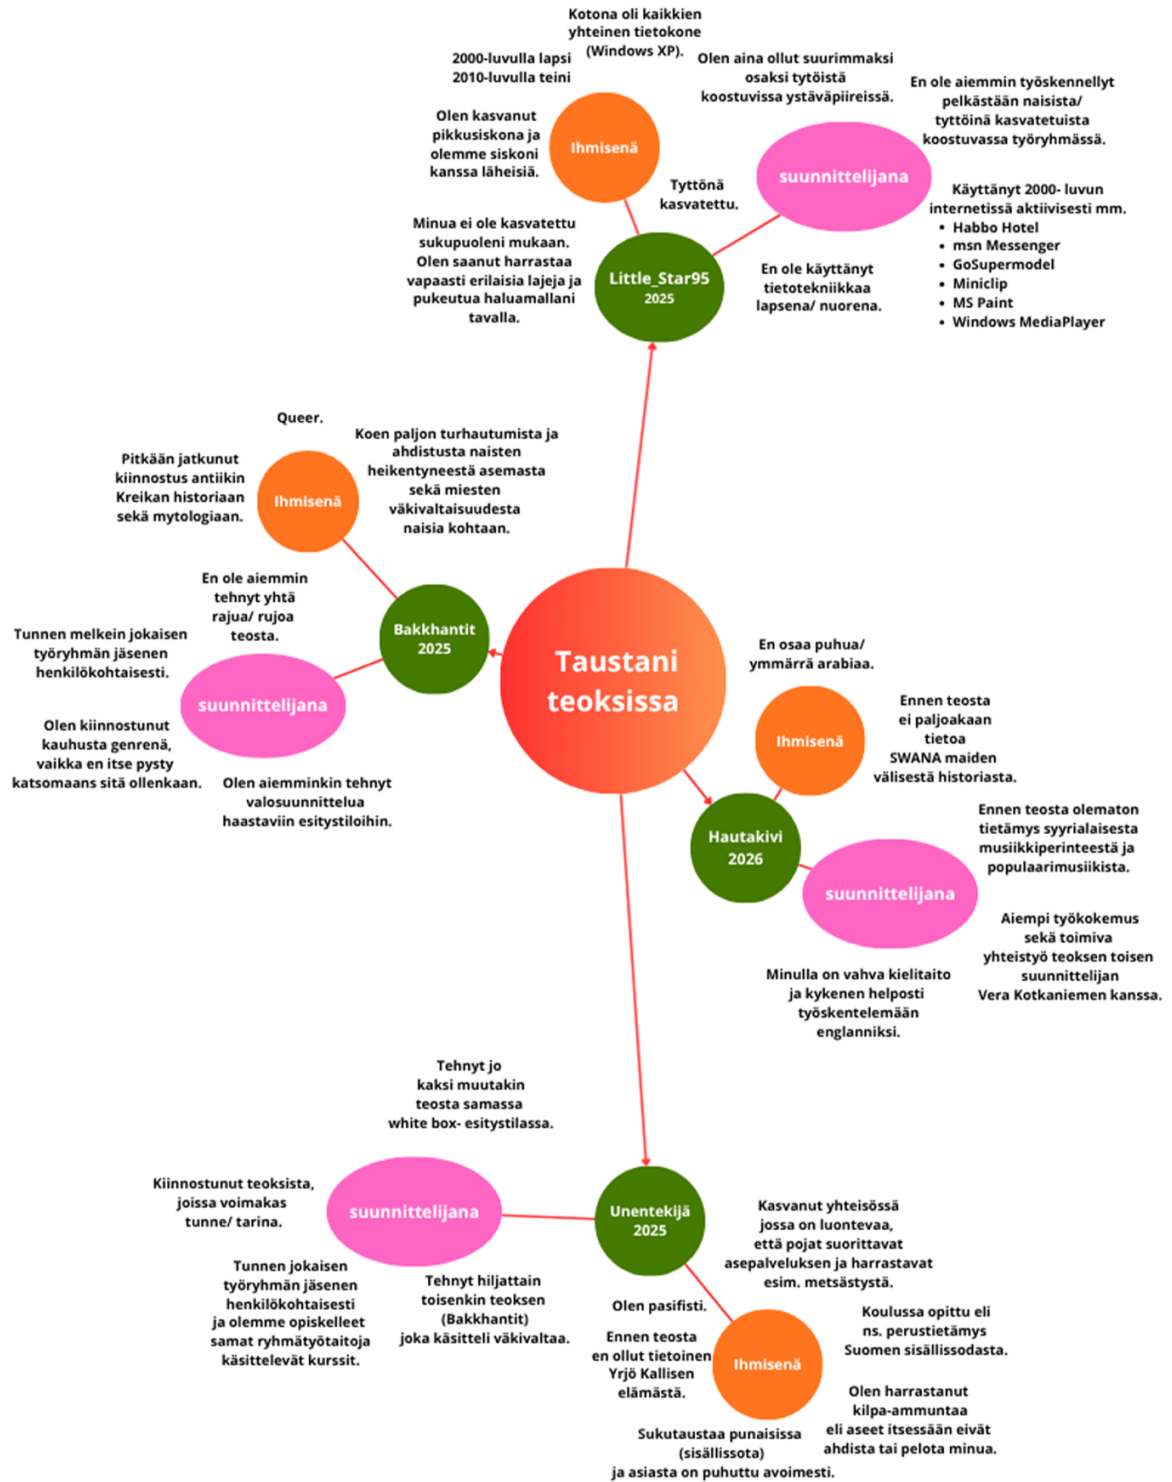 Kotona oli kaikkien
yhteinen tietokone
(Windows XP).
2000-luvulla lapsi
2010-luvulla teini
Olen kasvanut
pikkusiskona ja
olemme siskoni
kanssa läheisiä.
Ihmisenä
Minua ei ole kasvatettu
sukupuoleni mukaan.
Olen saanut harrastaa
vapaasti erilaisia lajeja ja
pukeutua haluamallani
tavalla.
Olen aina ollut suurimmaksi
osaksi tytöistä
koostuvissa ystäväpiireissä.
En ole aiemmin työskennellyt
pelkästään naisista/
tyttöinä kasvatetuista
koostuvassa työryhmässä.
suunnittelijana
Tyttönä
kasvatettu.
Käyttänyt 2000- luvun
internetissä aktiivisesti mm.
• Habbo Hotel
• msn Messenger
• GoSupermodel
• Miniclip
• MS Paint
• Windows MediaPlayer
En ole käyttänyt
tietotekniikkaa
lapsena/ nuorena.
Little_Star95
2025
Queer.
Pitkään jatkunut
kiinnostus antiikin
Kreikan historiaan
sekä mytologiaan.
Ihmisenä
Koen paljon turhautumista ja
ahdistusta naisten
heikentyneestä asemasta
sekä miesten
väkivaltaisuudesta
naisia kohtaan.
En ole aiemmin
tehnyt yhtä
rajua/ rujoa
teosta.
Tunnen melkein jokaisen
työryhmän jäsenen
henkilökohtaisesti.
suunnittelijana
Olen kiinnostunut
kauhusta genrenä,
vaikka en itse pysty
katsomaans sitä ollenkaan.
Olen aiemminkin tehnyt
valosuunnittelua
haastaviin esitystiloihin.
Bakkhantit
2025
Taustani
teoksissa
En osaa puhua/
ymmärrä arabiaa.
Ihmisenä
Ennen teosta
ei paljoakaan
tietoa
SWANA maiden
välisestä historiasta.
Hautakivi
2026
Ennen teosta olematon
tietämys syyrialaisesta
musiikkiperinteestä ja
populaarimusiikista.
suunnittelijana
Aiempi työkokemus
sekä toimiva
yhteistyö teoksen toisen
suunnittelijan
Vera Kotkaniemen kanssa.
Minulla on vahva kielitaito
ja kykenen helposti
työskentelemään
englanniksi.
Tehnyt jo
kaksi muutakin
teosta samassa
white box- esitystilassa.
Kiinnostunut teoksista,
joissa voimakas
tunne/ tarina.
suunnittelijana
Tunnen jokaisen
työryhmän jäsenen
henkilökohtaisesti
ja olemme opiskelleet
samat ryhmätyötaitoja
käsittelevät kurssit.
Tehnyt hiljattain
toisenkin teoksen
(Bakkhantit)
joka käsitteli väkivaltaa.
Unentekijä
2025
Kasvanut yhteisössä
jossa on luontevaa,
että pojat suorittavat
asepalveluksen ja harrastavat
esim. metsästystä.
Olen pasifisti.
Ennen teosta
en ollut tietoinen
Yrjö Kallisen
elämästä.
Ihmisenä
Koulussa opittu eli
ns. perustietämys
Suomen sisällissodasta.
Olen harrastanut
kilpa-ammuntaa
eli aseet itsessään eivät
ahdista tai pelota minua.
Sukutaustaa punaisissa
(sisällissota)
ja asiasta on puhuttu avoimesti.